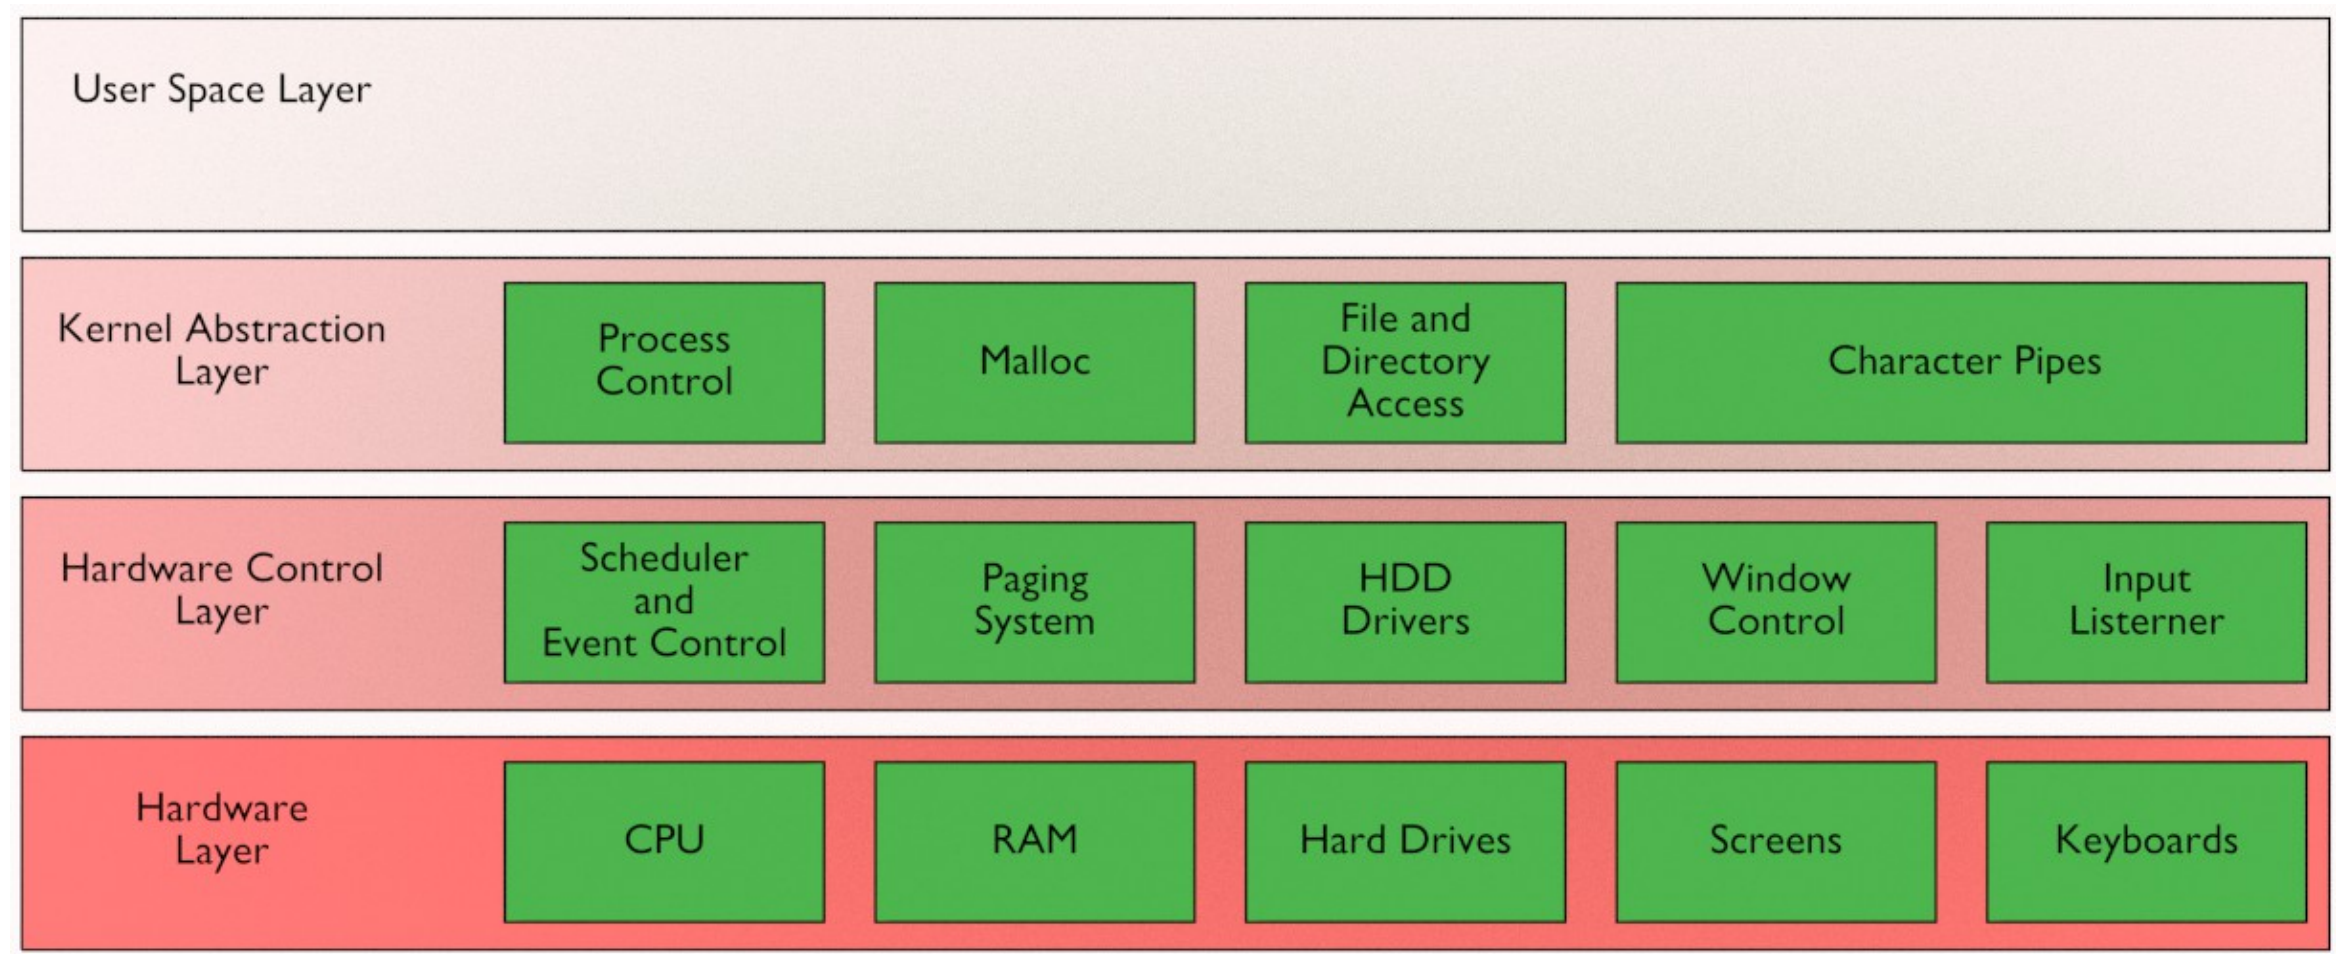 User Space Layer
Kernel Abstraction
Layer
Process
Control
Malloc
File and
Directory
Access
Character Pipes
Hardware Control
Layer
Scheduler
and
Event Control
Paging
System
HDD
Drivers
Window
Control
Input
Listerner
Hardware
Layer
CPU
RAM
Hard Drives
Screens
Keyboards